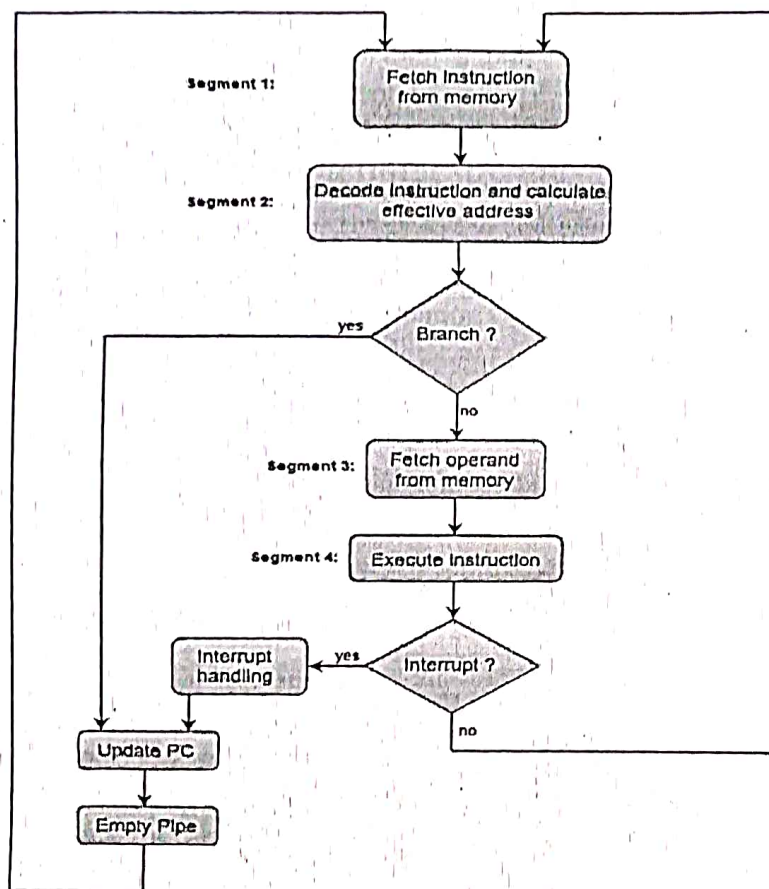 Segment 1:
Fetch Instruction
from memory
Segment 2:
Decode Instruction and calculate
effective address
yes
Branch ?
no
Segment 3:
Fetch operand
from memory
Segment 4:
Execute Instruction
Interrupt
handling
yes
Interrupt ?
no
Update PC
Empty Pipe